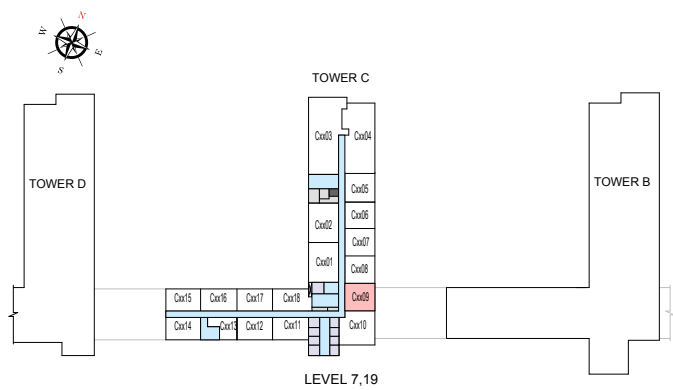 N
W
E
S
TOWER C
Cxx03
Cxx04
TOWER D
TOWER B
Cxx05
Cxx06
Cxx02
Cxx07
Cxx01
Cxx08
Cxx15 Cxx16 Cxx17 Cxx18
Cxx09
Cxx14 Cxx13 Cxx12 Cxx11 Cxx10
LEVEL 7,19